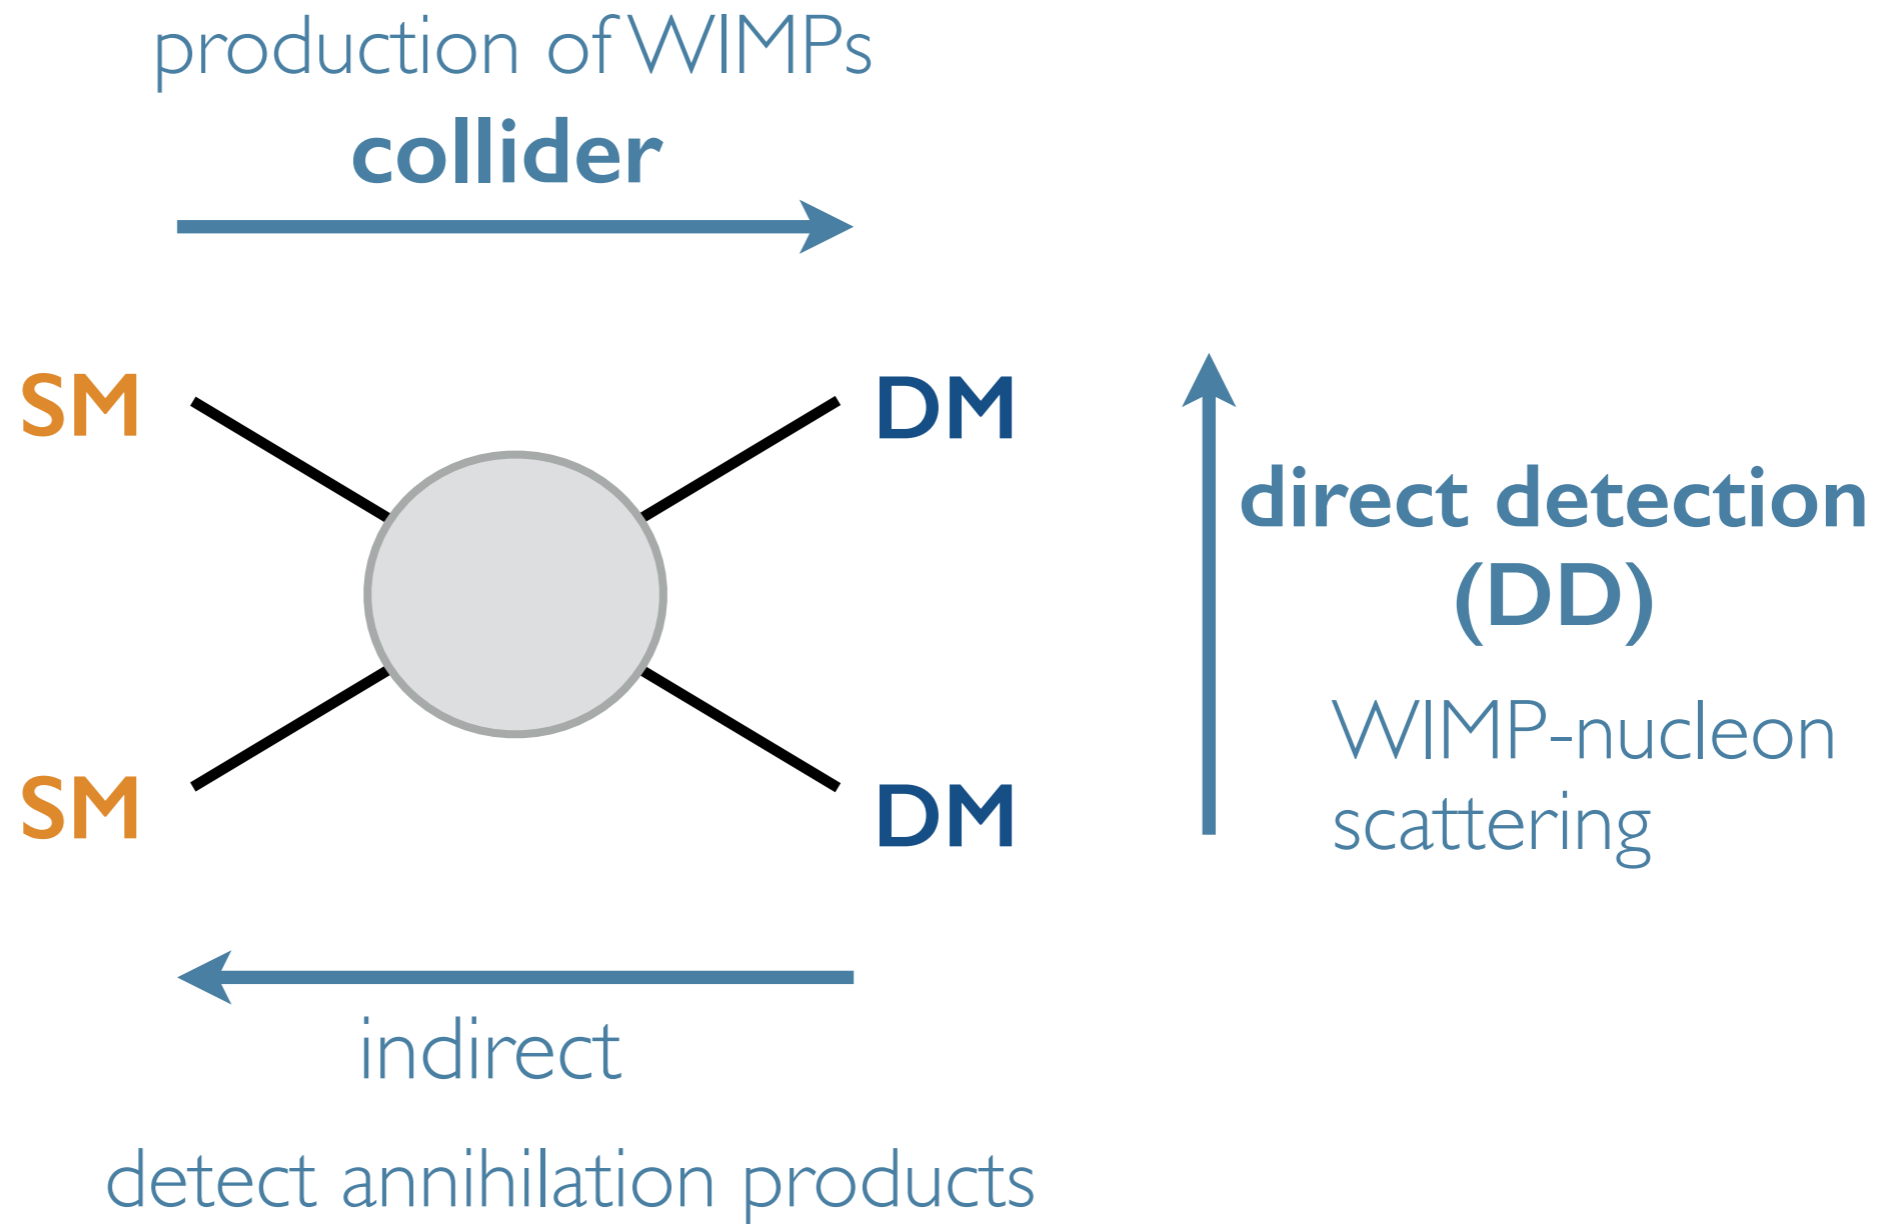 production of WIMPs
collider
SM
DM
direct detection
(DD)
WIMP-nucleon
scattering
SM
DM
indirect
detect annihilation products